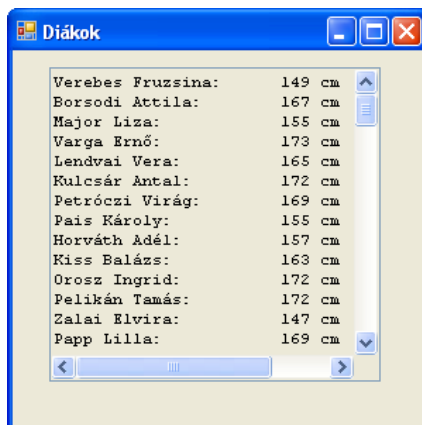 Diákok
Verebes Fruzsina: 149 cm
Borsodi Attila: 167 cm
Major Liza: 155 cm
Varga Ernő: 173 cm
Lendvai Vera: 165 cm
Kulcsár Antal: 172 cm
Petróczi Virág: 169 cm
Pais Károly: 155 cm
Horváth Adél: 157 cm
Kiss Balázs: 163 cm
Orosz Ingrid: 172 cm
Pelikán Tamás: 172 cm
Zalai Elvira: 147 cm
Papp Lilla: 169 cm